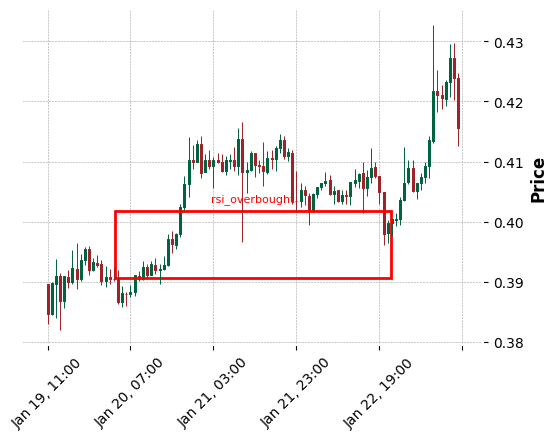 0.43
0.42
0.41
0.40
0.39
0.38
Price
rsi_overbought
Jan 19, 11:00
Jan 20, 07:00
Jan 21, 03:00
Jan 21, 23:00
Jan 22, 19:00